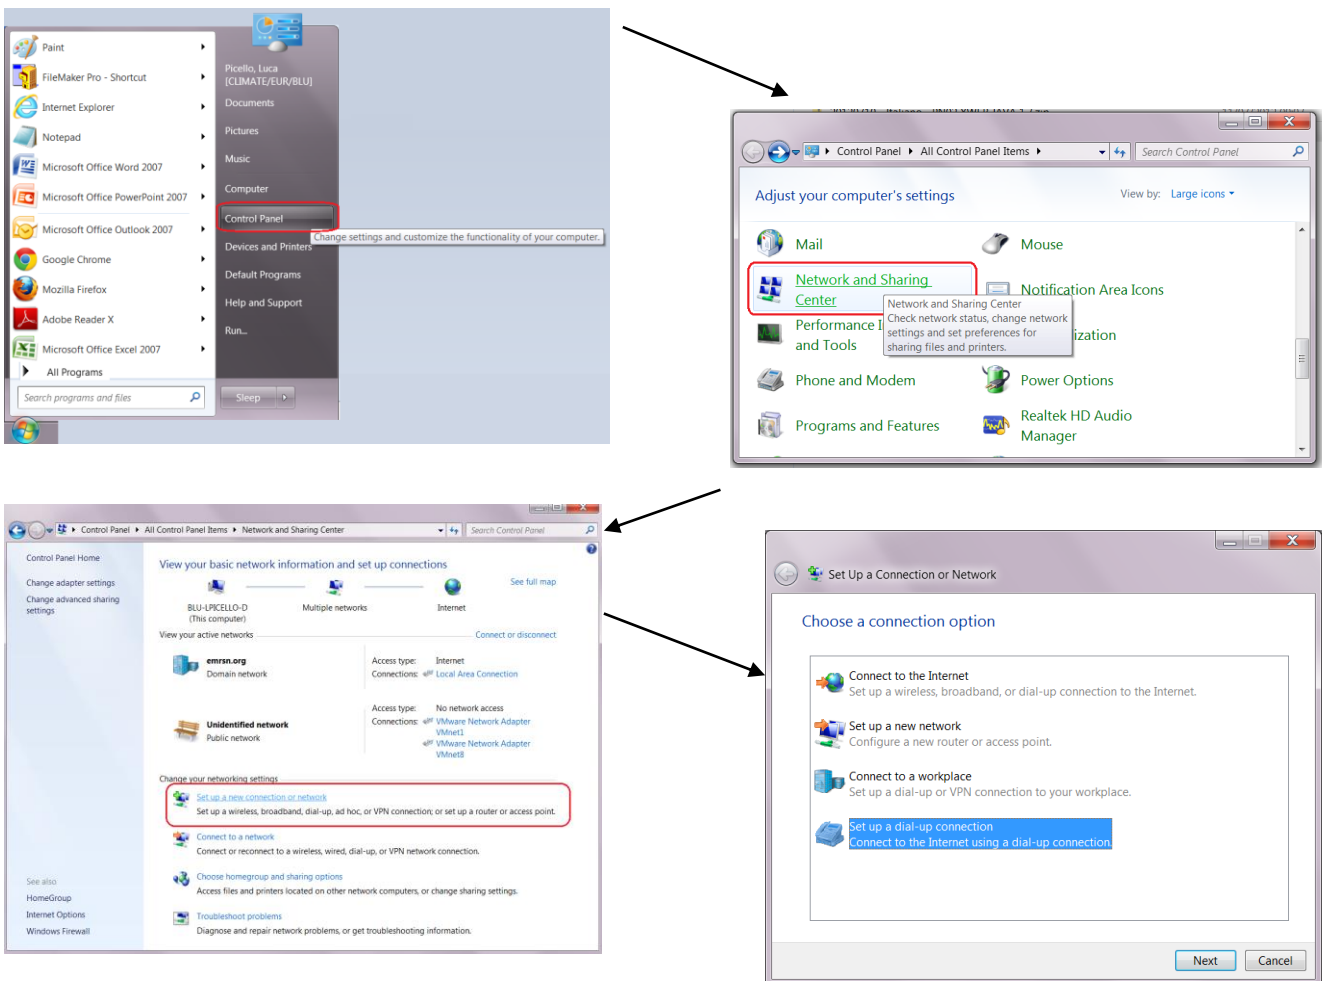 Paint
FileMaker Pro - Shortcut
Internet Explorer
Notepad
Microsoft Office Word 2007
Microsoft Office PowerPoint 2007
Microsoft Office Outlook 2007
Google Chrome
Mozilla Firefox
Adobe Reader X
Microsoft Office Excel 2007
All Programs
Search programs and files
Picello, Luca
[CLIMATE/EUR/BLU]
Documents
Pictures
Music
Computer
Control Panel
Change settings and customize the functionality of your computer.
Devices and Printers
Default Programs
Help and Support
Run...
Sleep
Control Panel
All Control Panel Items
Search Control Panel
Adjust your computer's settings
View by: Large icons
Mail
Mouse
Network and Sharing
Center
Notification Area Icons
Network and Sharing Center
Check network status, change network
settings and set preferences for
sharing files and printers.
Performance
and Tools
Phone and Modem
Power Options
Programs and Features
Realtek HD Audio
Manager
Control Panel
All Control Panel Items
Network and Sharing Center
Search Control Panel
Control Panel Home
Change adapter settings
Change advanced sharing
settings
See also
HomeGroup
Internet Options
Windows Firewall
View your basic network information and set up connections
BLU-LPICELLO-D
(This computer)
Multiple networks
Internet
See full map
View your active networks
Connect or disconnect
emrsn.org
Domain network
Access type: Internet
Connections: Local Area Connection
Unidentified network
Public network
Access type: No network access
Connections: VMware Network Adapter
VMnet1
VMware Network Adapter
VMnet8
Change your networking settings
Set up a new connection or network
Set up a wireless, broadband, dial-up, ad hoc, or VPN connection; or set up a router or access point.
Connect to a network
Connect or reconnect to a wireless, wired, dial-up, or VPN network connection.
Choose homegroup and sharing options
Access files and printers located on other network computers, or change sharing settings.
Troubleshoot problems
Diagnose and repair network problems, or get troubleshooting information.
Set Up a Connection or Network
Choose a connection option
Connect to the Internet
Set up a wireless, broadband, or dial-up connection to the Internet.
Set up a new network
Configure a new router or access point.
Connect to a workplace
Set up a dial-up or VPN connection to your workplace.
Set up a dial-up connection
Connect to the Internet using a dial-up connection.
Next
Cancel